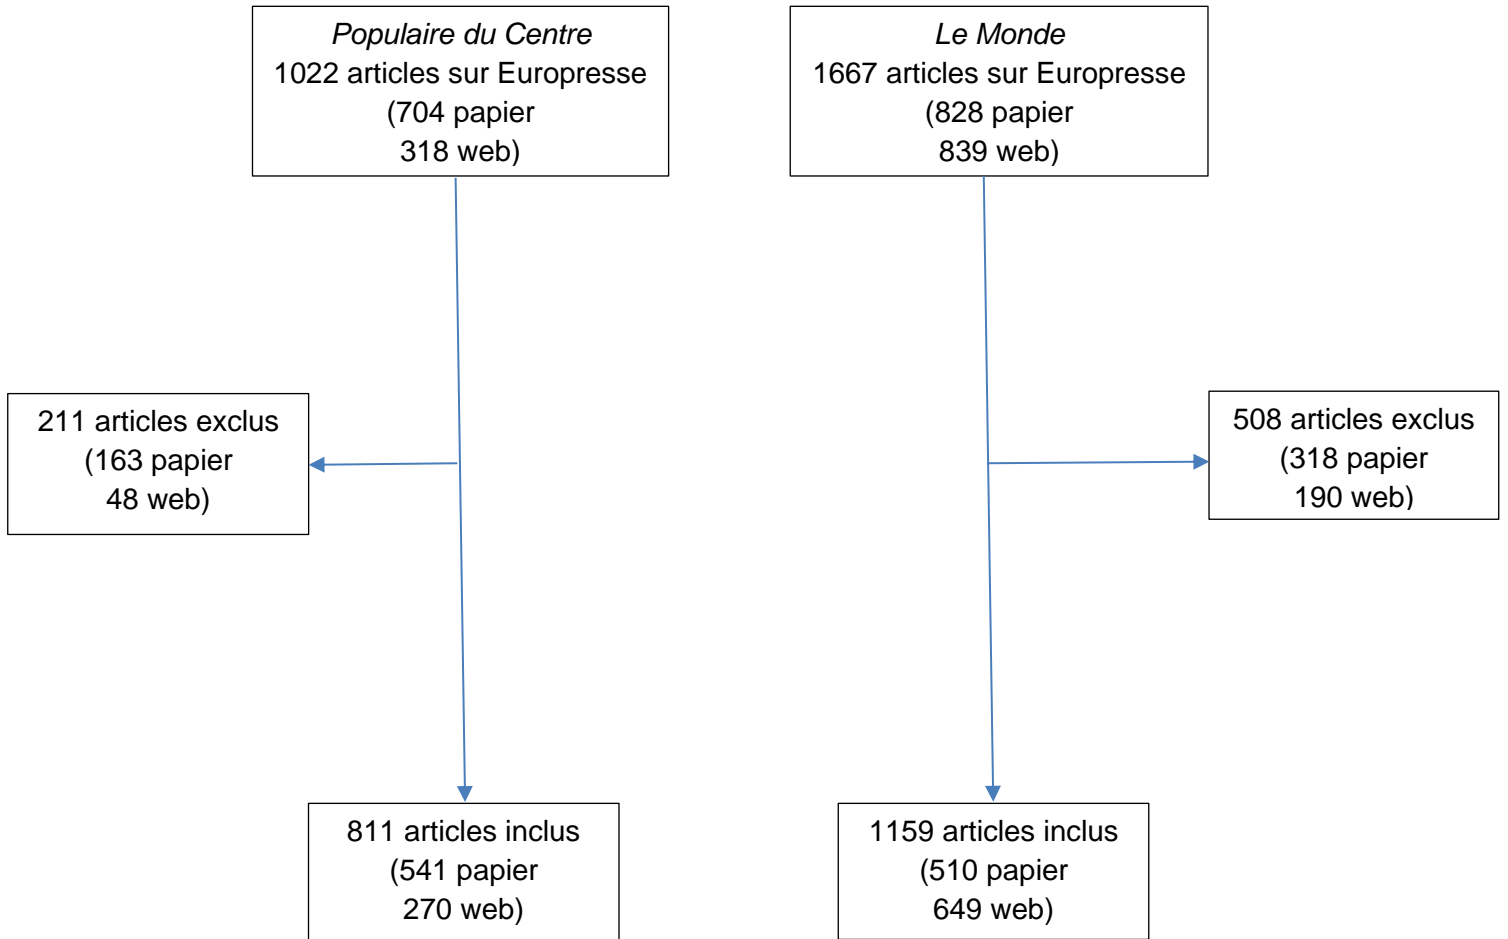 Populaire du Centre
1022 articles sur Europresse
(704 papier
318 web)
Le Monde
1667 articles sur Europresse
(828 papier
839 web)
211 articles exclus
(163 papier
48 web)
508 articles exclus
(318 papier
190 web)
811 articles inclus
(541 papier
270 web)
1159 articles inclus
(510 papier
649 web)